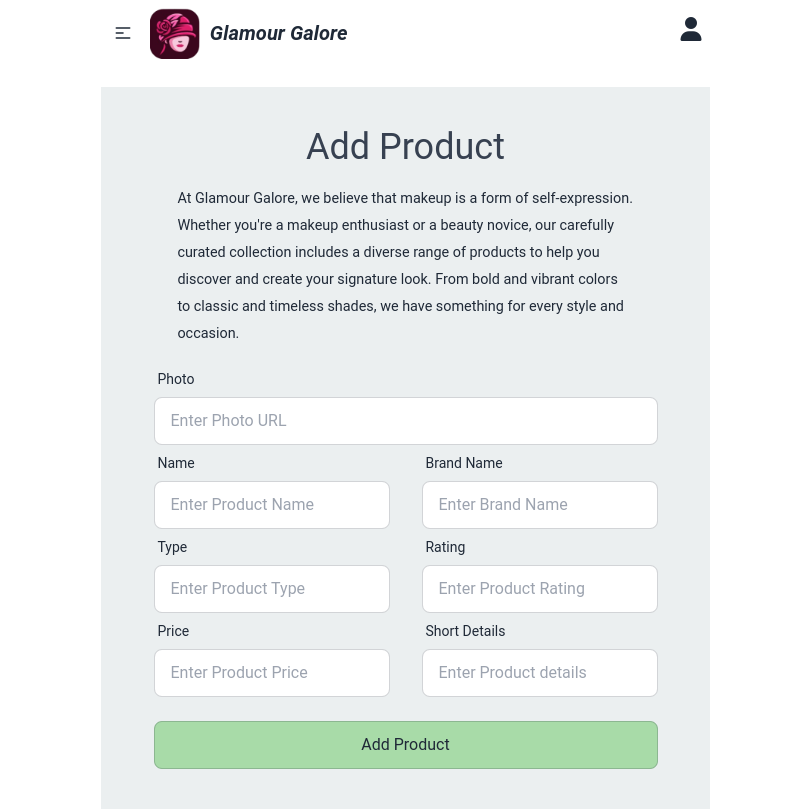 Glamour Galore
Add Product
At Glamour Galore, we believe that makeup is a form of self-expression.
Whether you're a makeup enthusiast or a beauty novice, our carefully
curated collection includes a diverse range of products to help you
discover and create your signature look. From bold and vibrant colors
to classic and timeless shades, we have something for every style and
occasion.
Photo
Enter Photo URL
Name
Brand Name
Enter Product Name
Enter Brand Name
Type
Rating
Enter Product Type
Enter Product Rating
Price
Short Details
Enter Product Price
Enter Product details
Add Product